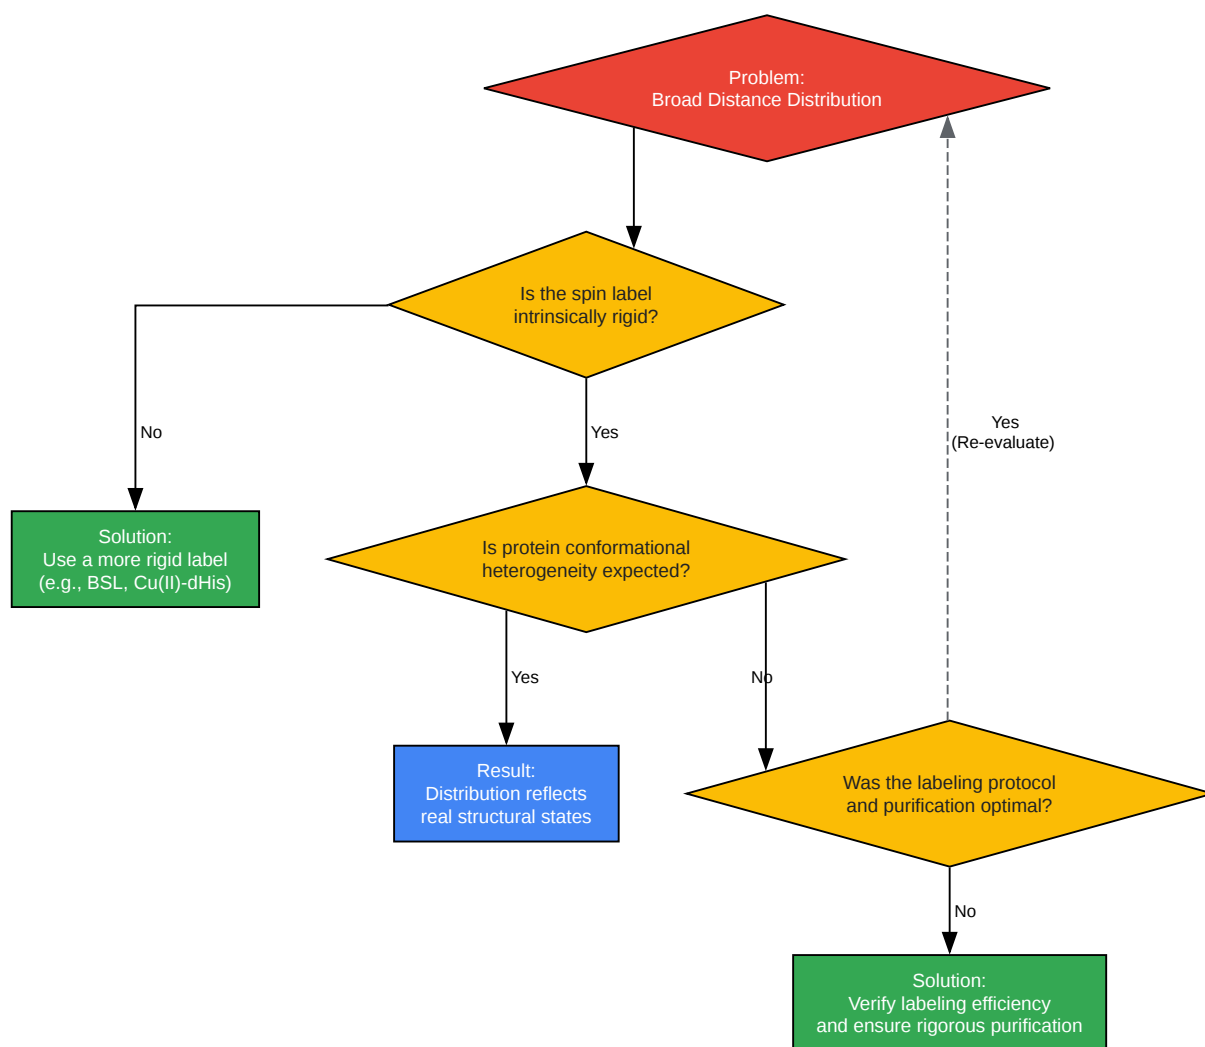 Problem:
Broad Distance Distribution
Is the spin label
intrinsically rigid?
No
Yes
Yes
(Re-evaluate)
Solution:
Use a more rigid label
(e.g., BSL, Cu(II)-dHis)
Is protein conformational
heterogeneity expected?
Yes
No
Result:
Distribution reflects
real structural states
Was the labeling protocol
and purification optimal?
No
Solution:
Verify labeling efficiency
and ensure rigorous purification